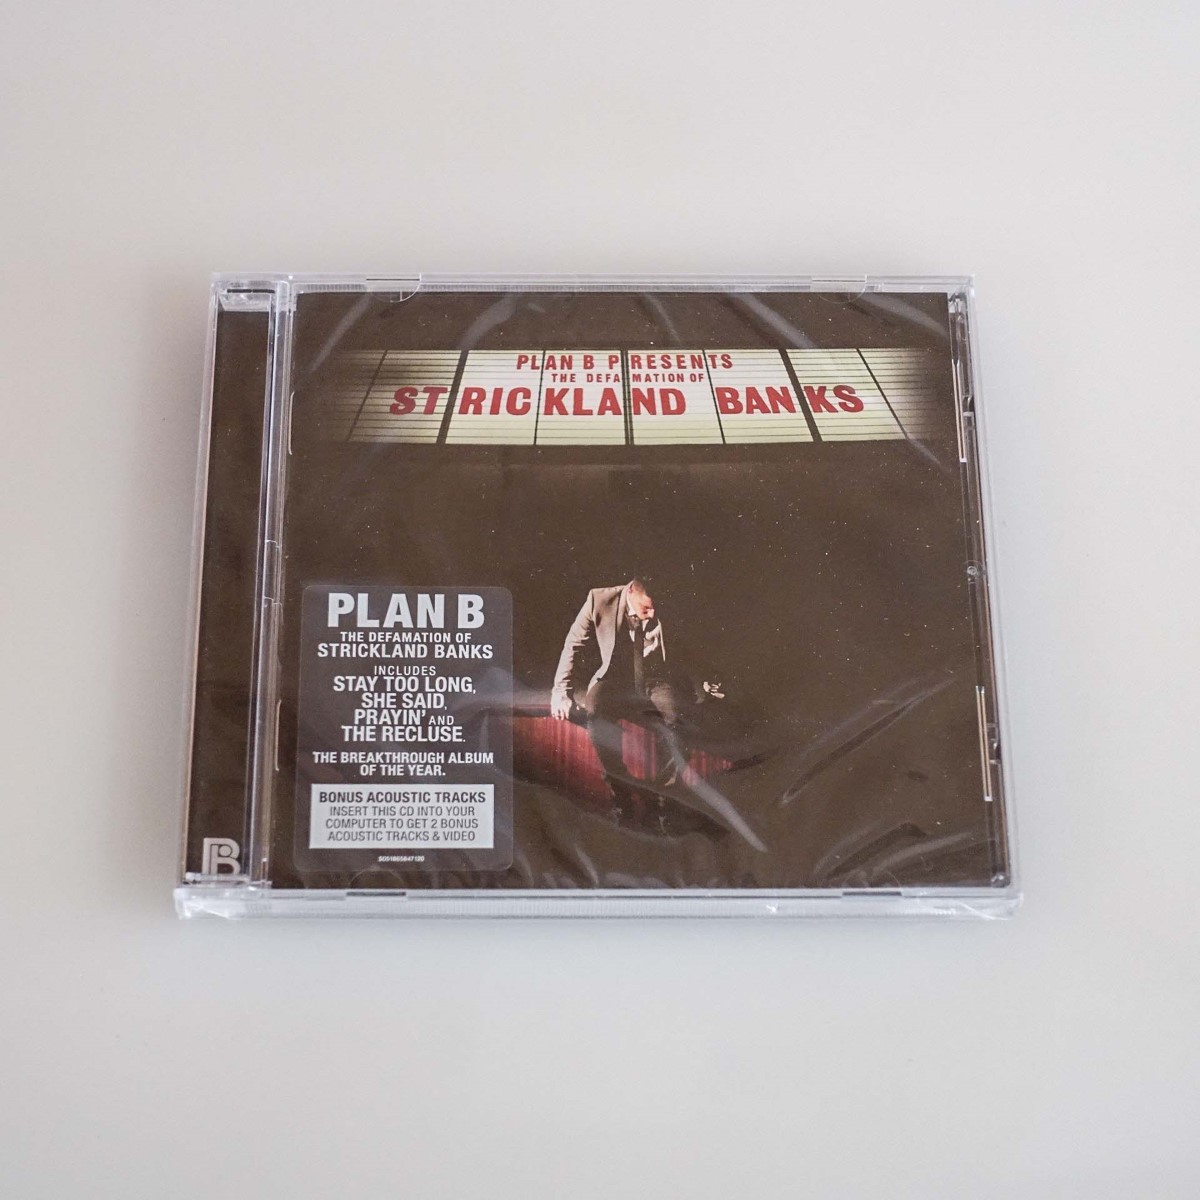 PLAN B PRESENTS
THE DEFAMATION OF
STRICKLAND BANKS
PLAN B
THE DEFAMATION OF
STRICKLAND BANKS
INCLUDES
STAY TOO LONG,
SHE SAID,
PRAYIN' AND
THE RECLUSE.
THE BREAKTHROUGH ALBUM
OF THE YEAR.
BONUS ACOUSTIC TRACKS
INSERT THIS CD INTO YOUR
COMPUTER TO GET 2 BONUS
ACOUSTIC TRACKS & VIDEO
B